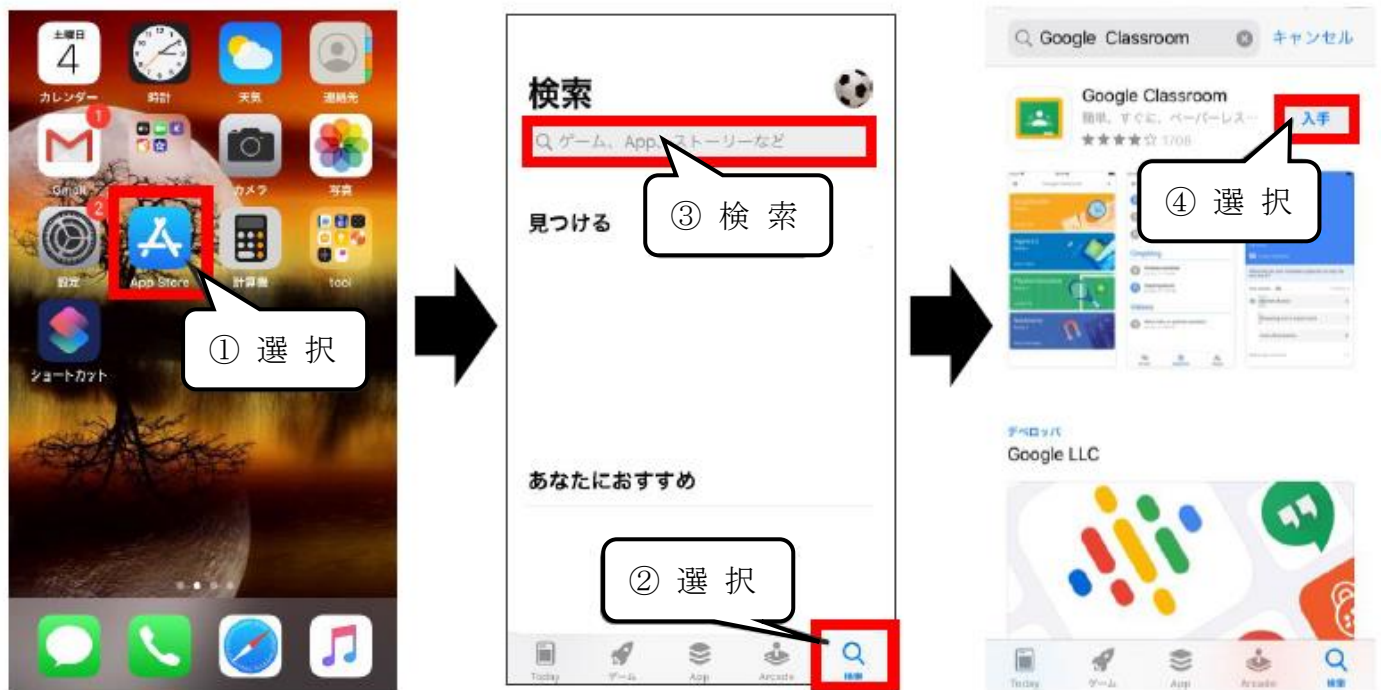 土曜日
4
カレンダー
時計
天気
連絡先
1
Gmail
カメラ
写真
2
設定
App Store
計算機
tool
ショートカット
① 選 択
検索
ゲーム、App、ストーリーなど
③ 検 索
見つける
あなたにおすすめ
② 選 択
Today
ゲーム
App
Arcade
検索
Google Classroom
キャンセル
Google Classroom
簡単、すぐに、ペーパーレス…
入手
★★★★☆ 1708
④ 選 択
デベロッパ
Google LLC
Today
ゲーム
App
Arcade
検索